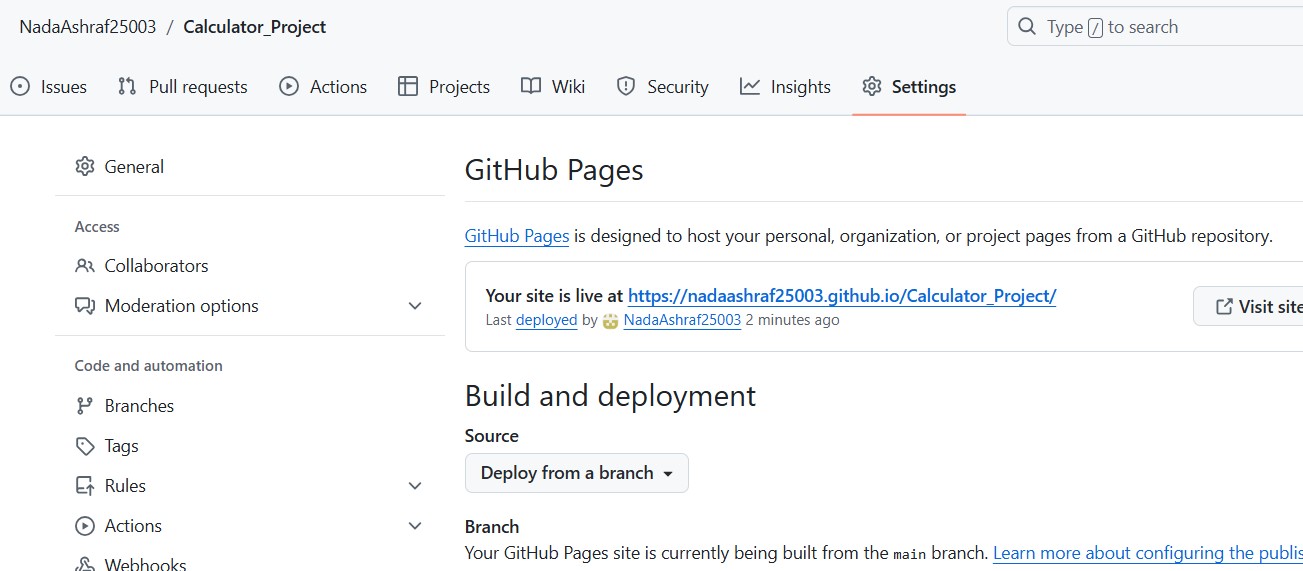 NadaAshraf25003 / Calculator_Project
Type / to search
Issues Pull requests Actions Projects Wiki Security Insights Settings
General
Access
Collaborators
Moderation options
Code and automation
Branches
Tags
Rules
Actions
Webhooks
GitHub Pages
GitHub Pages is designed to host your personal, organization, or project pages from a GitHub repository.
Your site is live at https://nadaashraf25003.github.io/Calculator_Project/
Last deployed by NadaAshraf25003 2 minutes ago
Visit site
Build and deployment
Source
Deploy from a branch
Branch
Your GitHub Pages site is currently being built from the main branch. Learn more about configuring the publis